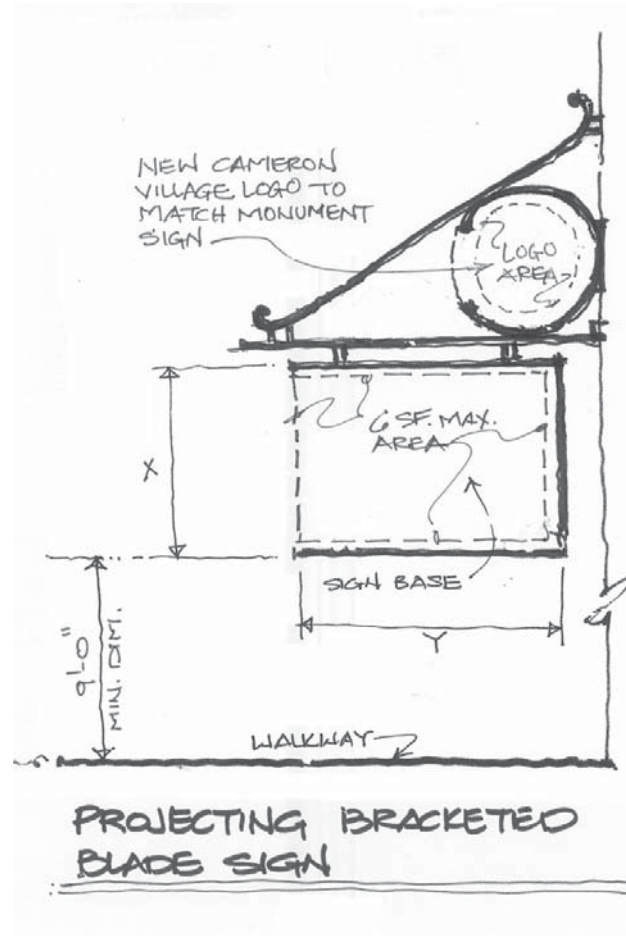 NEW CAMERON
VILLAGE LOGO TO
MATCH MONUMENT
SIGN
LOGO
AREA
6 SF. MAX.
AREA
X
SIGN BASE
Y
9'-0"
MIN. DIM.
WALKWAY
PROJECTING BRACKETED
BLADE SIGN